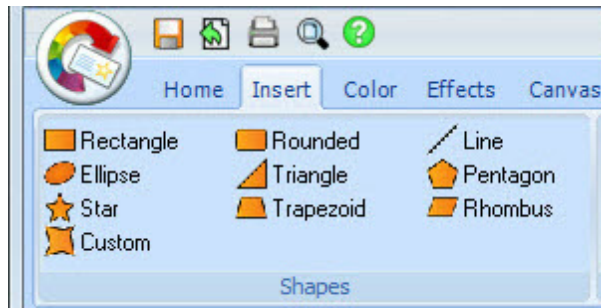 Home Insert Color Effects Canvas
Rectangle Rounded Line
Ellipse Triangle Pentagon
Star Trapezoid Rhombus
Custom
Shapes